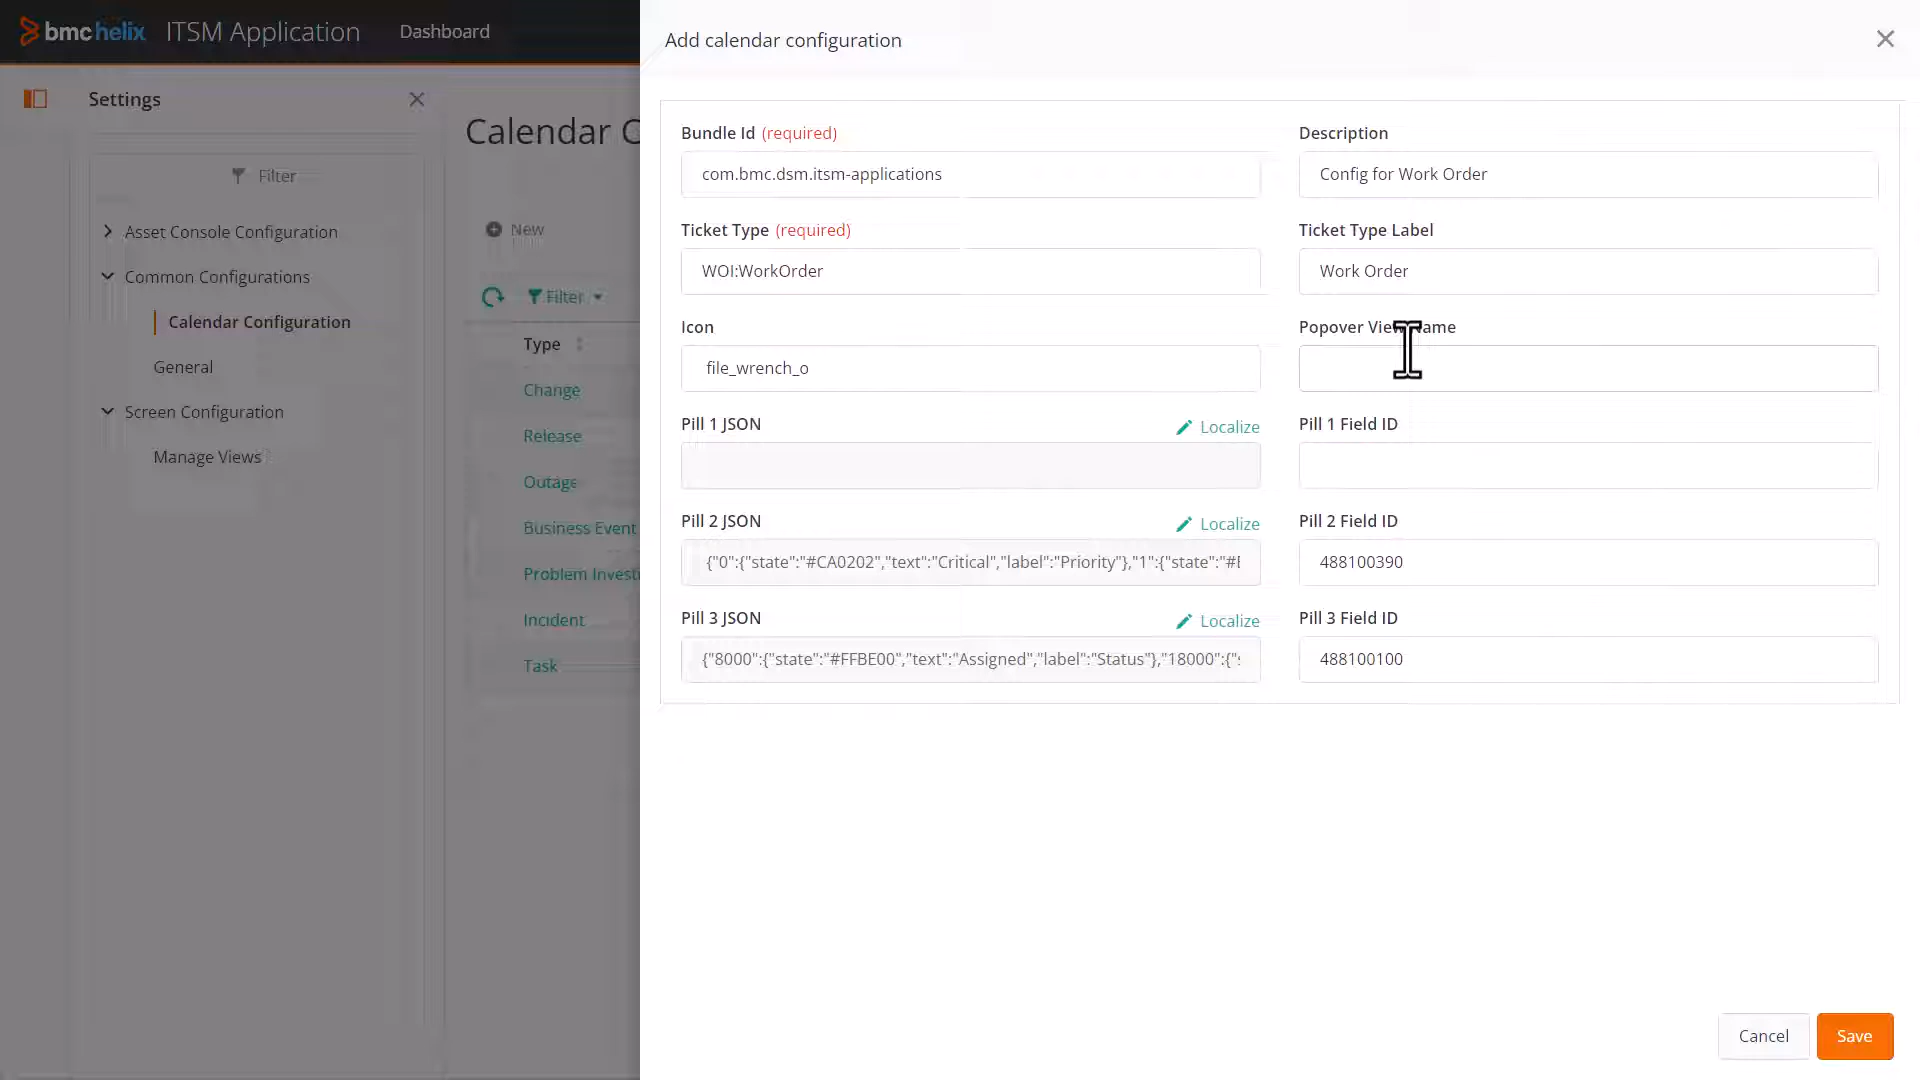 bmc helix ITSM Application Dashboard
Add calendar configuration
Settings
Calendar C
Filter
Asset Console Configuration
Common Configurations
Calendar Configuration
General
Screen Configuration
Manage Views
New
Filter
Type
Change
Release
Outage
Business Event
Problem Investi
Incident
Task
Bundle Id (required)
com.bmc.dsm.itsm-applications
Description
Config for Work Order
Ticket Type (required)
WOI:WorkOrder
Ticket Type Label
Work Order
Icon
file_wrench_o
Popover View Name
Pill 1 JSON
Localize
Pill 1 Field ID
Pill 2 JSON
Localize
{"0":{"state":"#CA0202","text":"Critical","label":"Priority"},"1":{"state":"#
Pill 2 Field ID
488100390
Pill 3 JSON
Localize
{"8000":{"state":"#FFBE00","text":"Assigned","label":"Status"},"18000":{"
Pill 3 Field ID
488100100
Cancel
Save